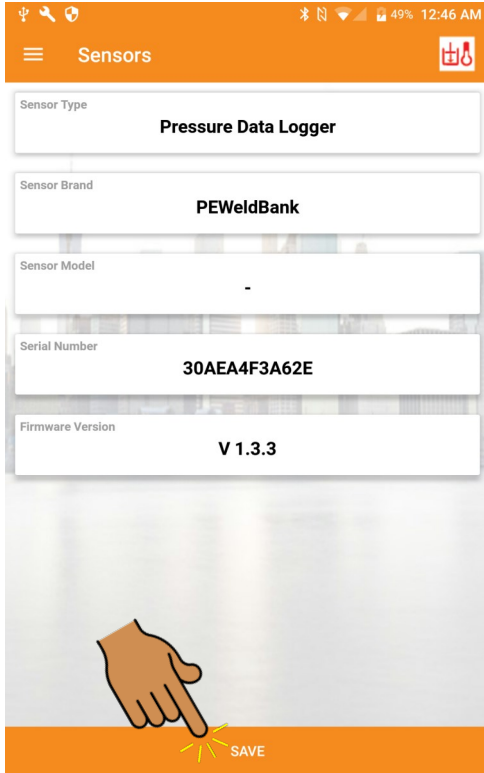 49% 12:46 AM
Sensors
Sensor Type
Pressure Data Logger
Sensor Brand
PEWeldBank
Sensor Model
-
Serial Number
30AEA4F3A62E
Firmware Version
V 1.3.3
SAVE